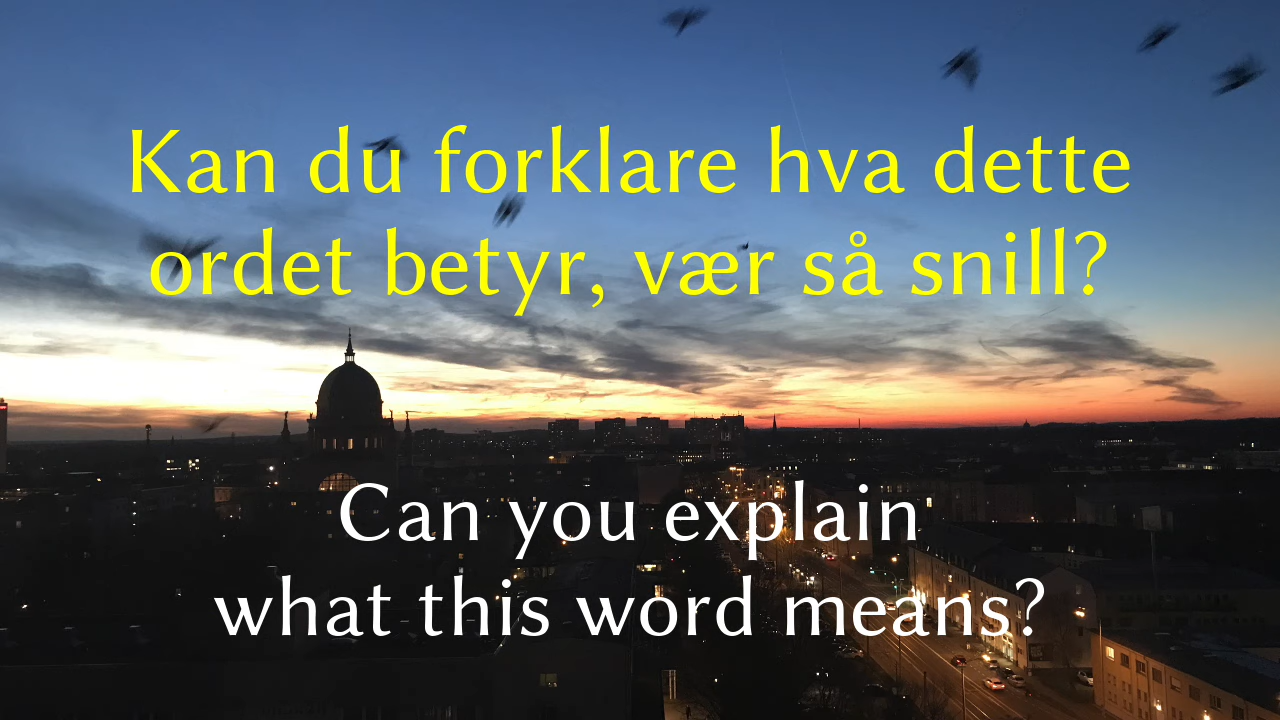 Kan du forklare hva dette
ordet betyr, vær så snill?
Can you explain
what this word means?